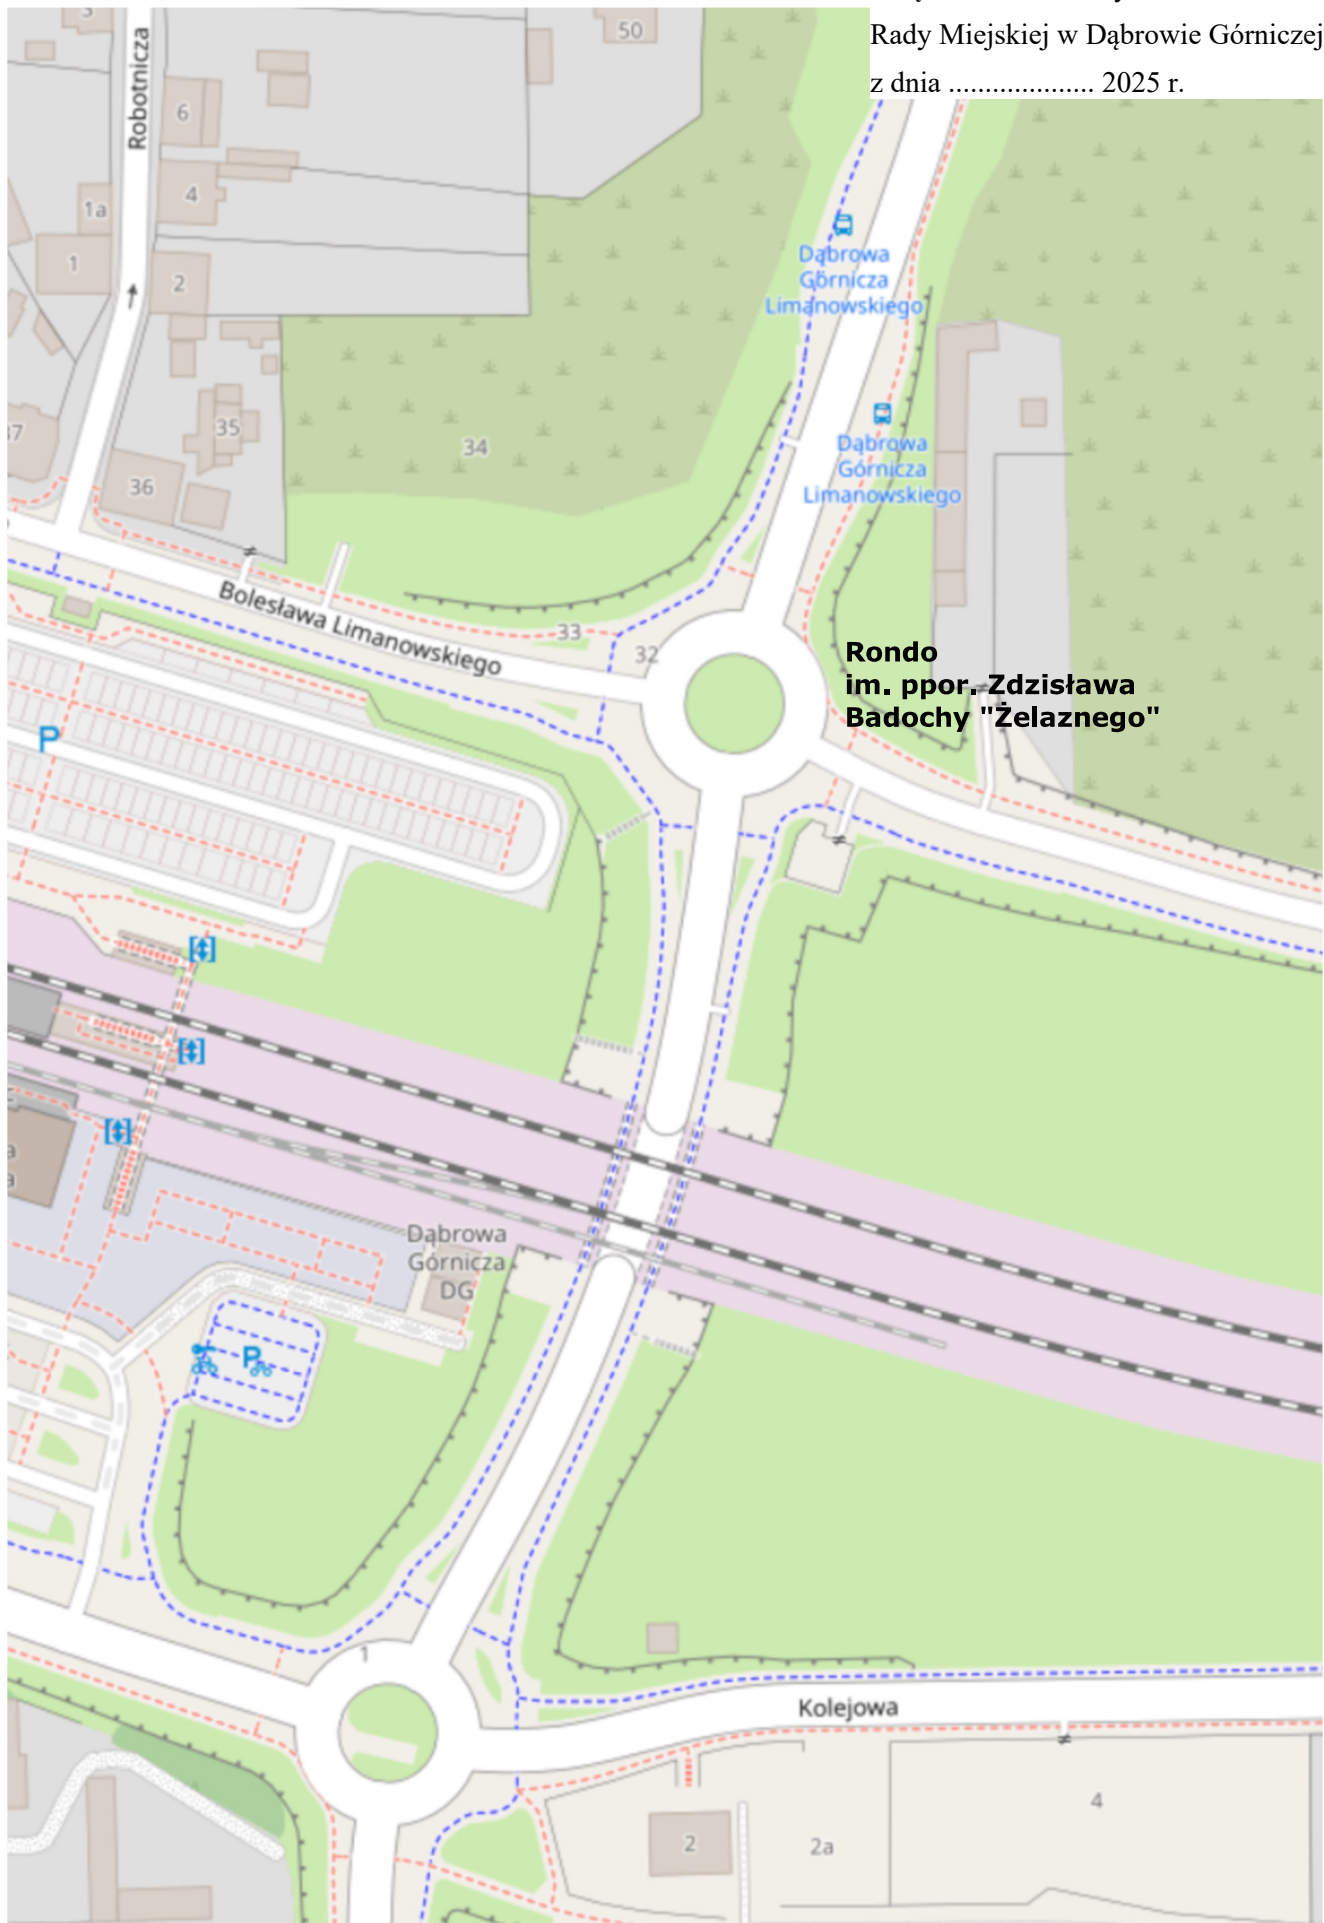 Rady Miejskiej w Dąbrowie Górniczej
z dnia .................... 2025 r.
Robotnicza
50
6
4
1a
1
2
Dąbrowa
Górnicza
Limanowskiego
35
34
36
Dąbrowa
Górnicza
Limanowskiego
Bolesława Limanowskiego
33
32
Rondo
im. ppor. Zdzisława
Badochy "Żelaznego"
P
Dąbrowa
Górnicza
DG
P
1
Kolejowa
4
2
2a